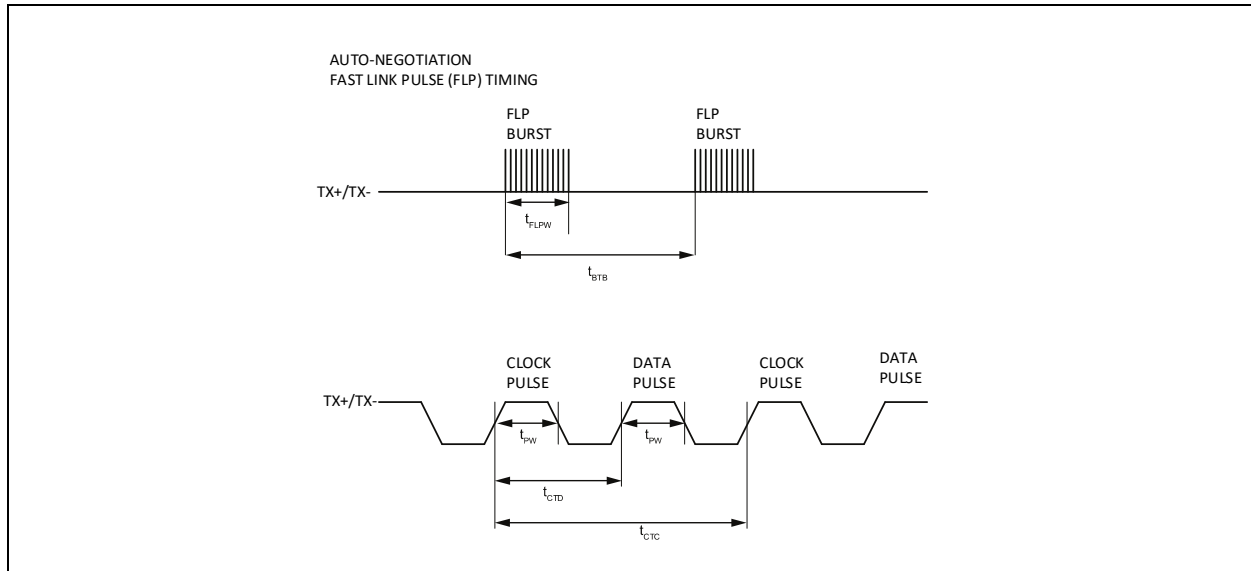 AUTO-NEGOTIATION
FAST LINK PULSE (FLP) TIMING
FLP
BURST
FLP
BURST
TX+/TX-
tFLPW
tBTB
CLOCK
PULSE
DATA
PULSE
CLOCK
PULSE
DATA
PULSE
TX+/TX-
tPW
tPW
tCTD
tCTC